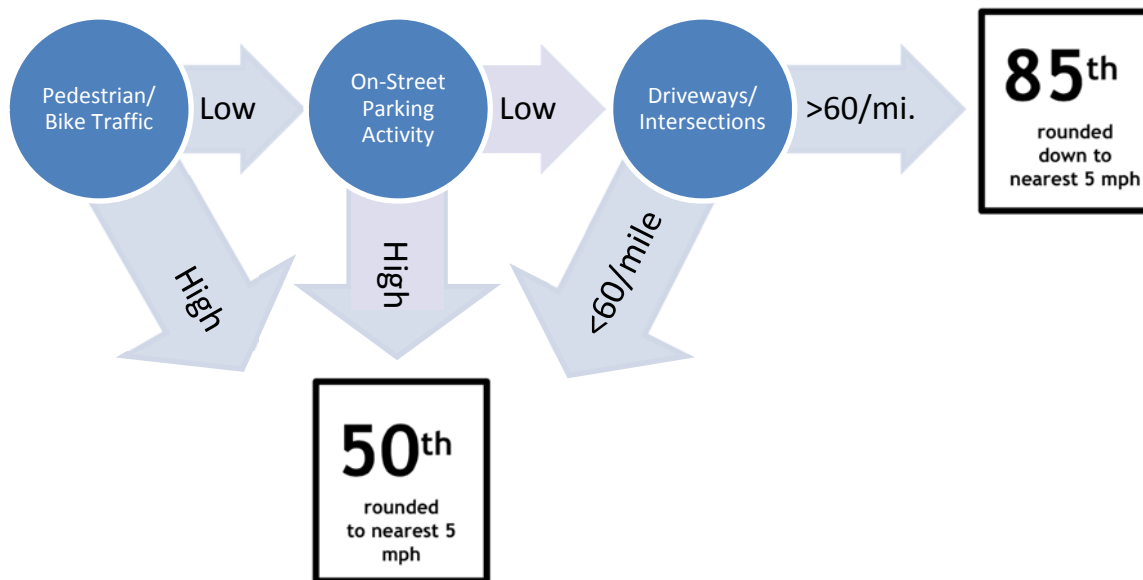 Pedestrian/
Bike Traffic
Low
On-Street
Parking
Activity
Low
Driveways/
Intersections
>60/mi.
85th
rounded
down to
nearest 5 mph
High
High
<60/mile
50th
rounded
to nearest 5
mph